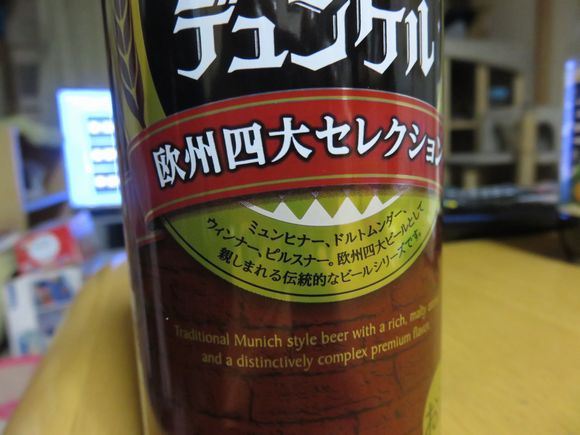 デュンケル
欧州四大セレクション
ミュンヒナー、ドルトムンダー、
ウィンナー、ピルスナー。欧州四大ビールとして
親しまれる伝統的なビールシリーズです。
Traditional Munich style beer with a rich, malty
and a distinctively complex premium flavor.
お